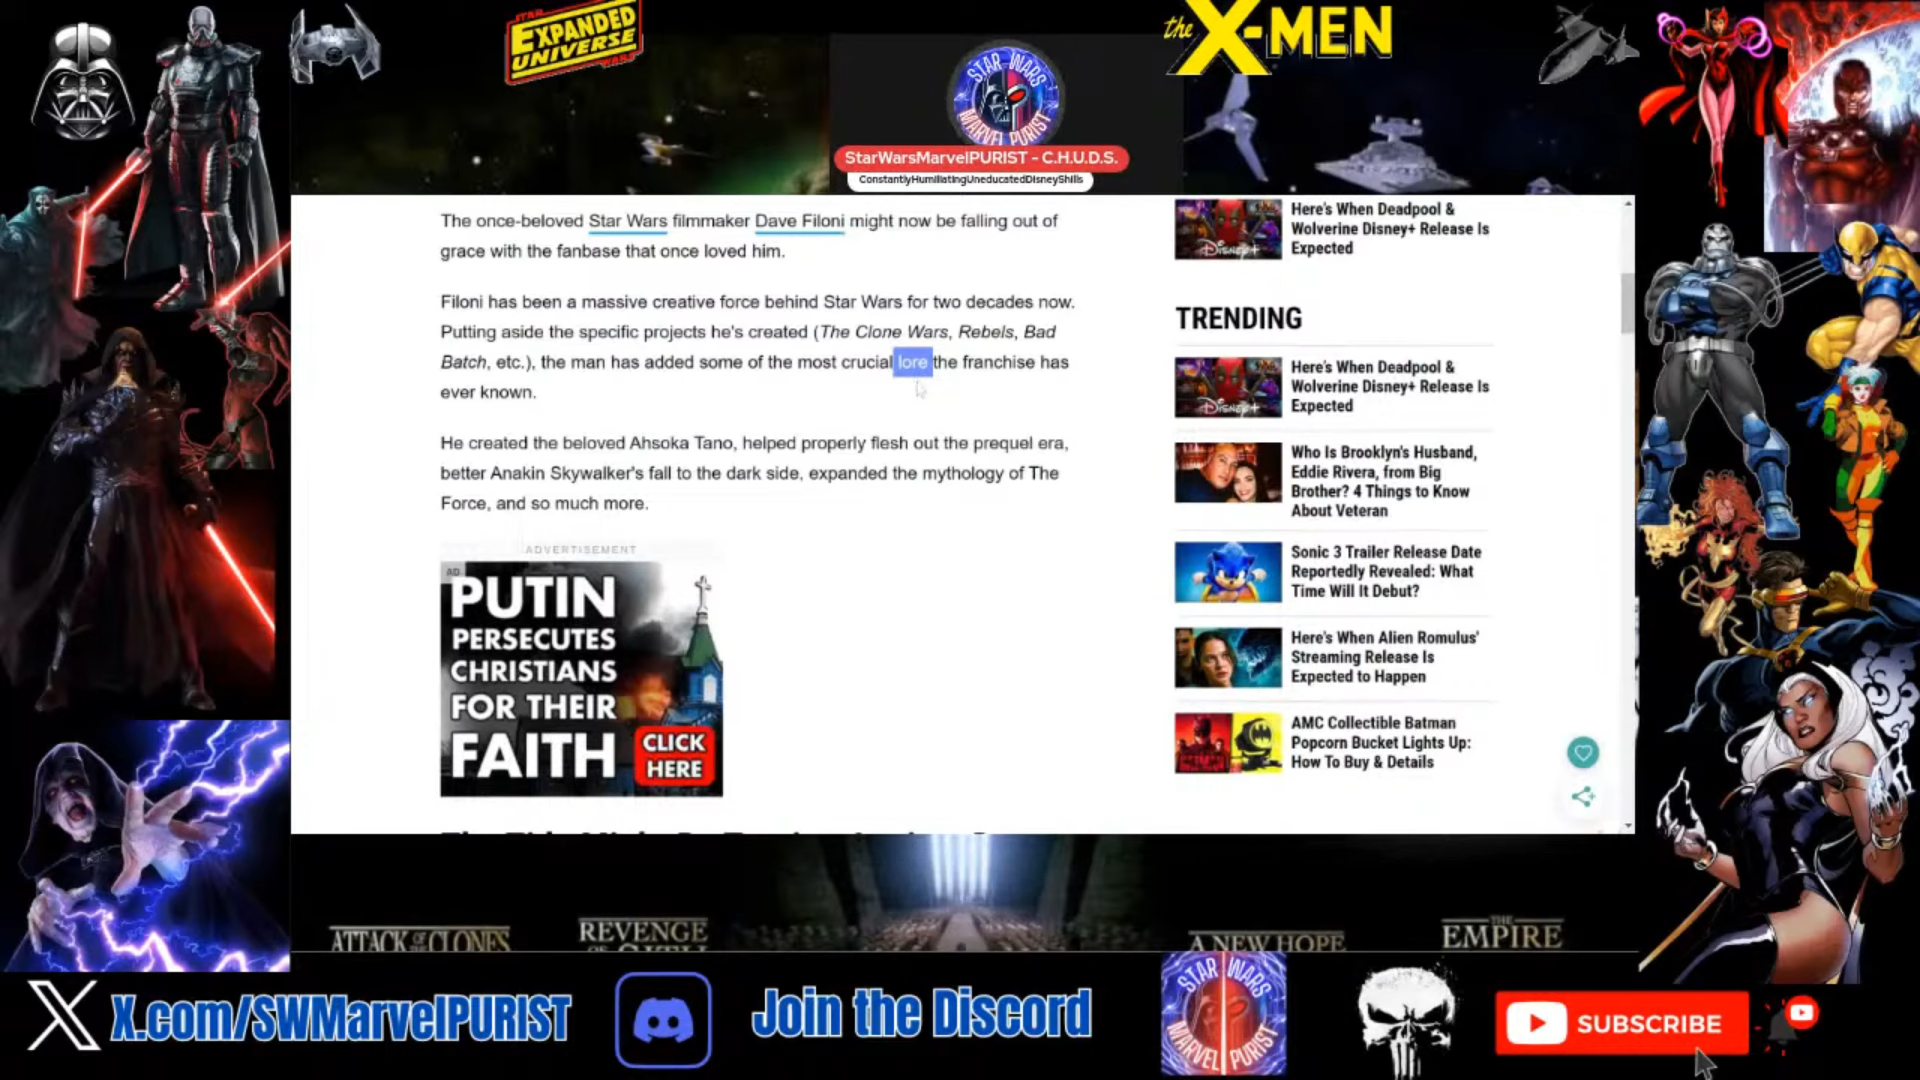 STAR WARS
EXPANDED
UNIVERSE
the X-MEN
STAR WARS
MARVEL PURIST
StarWarsMarvelPURIST - C.H.U.D.S.
ConstantlyHumiliatingUneducatedDisneyShills
The once-beloved Star Wars filmmaker Dave Filoni might now be falling out of
grace with the fanbase that once loved him.
Filoni has been a massive creative force behind Star Wars for two decades now.
Putting aside the specific projects he's created (The Clone Wars, Rebels, Bad
Batch, etc.), the man has added some of the most crucial lore the franchise has
ever known.
He created the beloved Ahsoka Tano, helped properly flesh out the prequel era,
better Anakin Skywalker's fall to the dark side, expanded the mythology of The
Force, and so much more.
ADVERTISEMENT
AD
PUTIN
PERSECUTES
CHRISTIANS
FOR THEIR
FAITH
CLICK
HERE
Disney+
Here's When Deadpool &
Wolverine Disney+ Release Is
Expected
TRENDING
Disney+
Here's When Deadpool &
Wolverine Disney+ Release Is
Expected
Who Is Brooklyn's Husband,
Eddie Rivera, from Big
Brother? 4 Things to Know
About Veteran
Sonic 3 Trailer Release Date
Reportedly Revealed: What
Time Will It Debut?
Here's When Alien Romulus'
Streaming Release Is
Expected to Happen
AMC Collectible Batman
Popcorn Bucket Lights Up:
How To Buy & Details
ATTACK OF THE CLONES
REVENGE
OF THE SITH
A NEW HOPE
THE
EMPIRE
X.com/SWMarvelPURIST
Join the Discord
STAR WARS
MARVEL PURIST
SUBSCRIBE